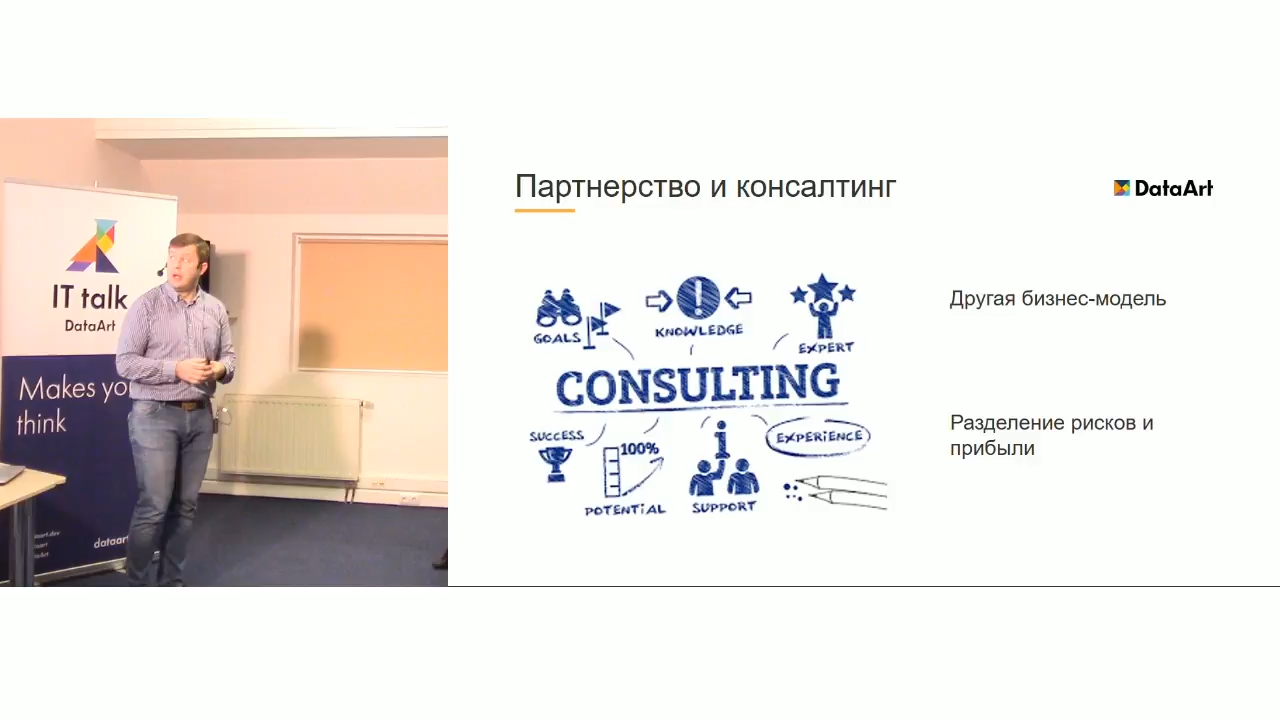 IT talk
DataArt
Makes you
think
dataart
Партнерство и консалтинг
DataArt
GOALS
KNOWLEDGE
EXPERT
CONSULTING
SUCCESS
100%
EXPERIENCE
POTENTIAL
SUPPORT
Другая бизнес-модель
Разделение рисков и
прибыли